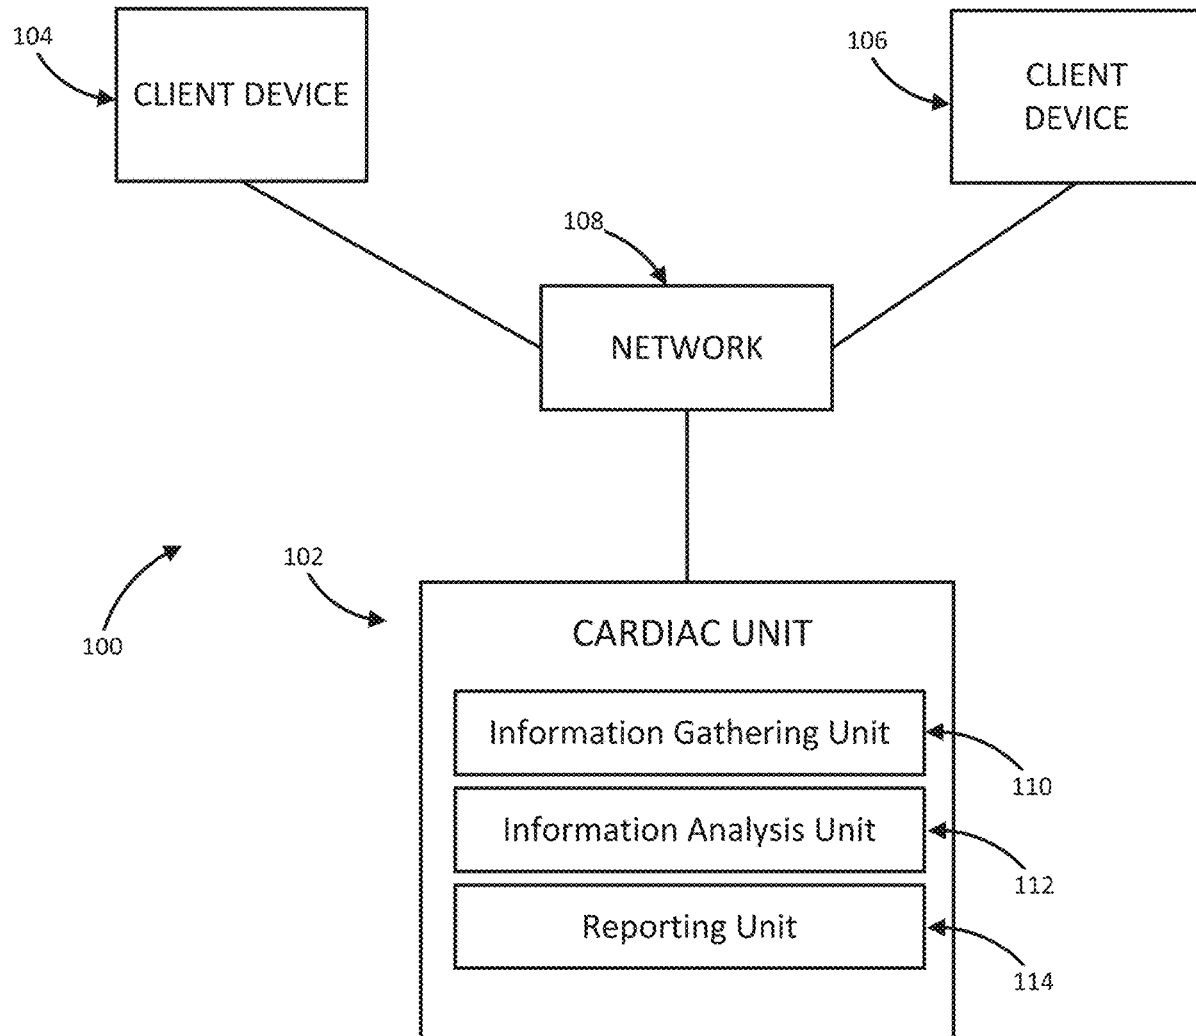 104
CLIENT DEVICE
106
CLIENT
DEVICE
108
NETWORK
100
102
CARDIAC UNIT
Information Gathering Unit
110
Information Analysis Unit
112
Reporting Unit
114